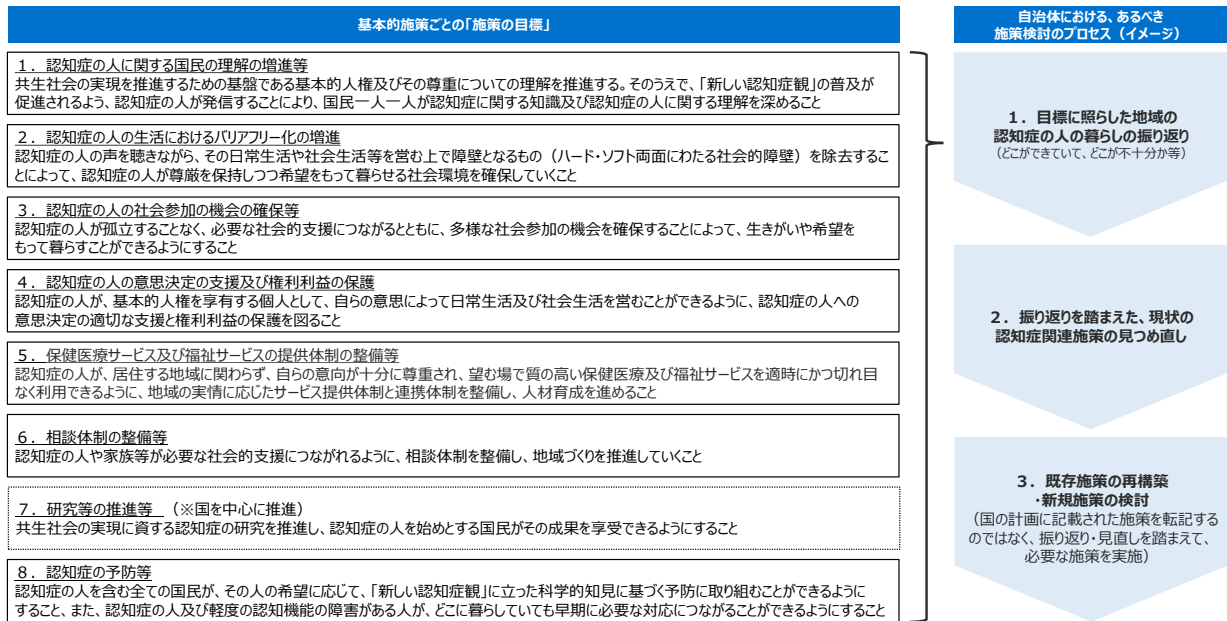 基本的施策ごとの「施策の目標」
1．認知症の人に関する国民の理解の増進等
共生社会の実現を推進するための基盤である基本的人権及びその尊重についての理解を推進する。そのうえで、「新しい認知症観」の普及が
促進されるよう、認知症の人が発信することにより、国民一人一人が認知症に関する知識及び認知症の人に関する理解を深めること
2．認知症の人の生活におけるバリアフリー化の増進
認知症の人の声を聴きながら、その日常生活や社会生活等を営む上で障壁となるもの（ハード・ソフト両面にわたる社会的障壁）を除去するこ
とによって、認知症の人が尊厳を保持しつつ希望をもって暮らせる社会環境を確保していくこと
3．認知症の人の社会参加の機会の確保等
認知症の人が孤立することなく、必要な社会的支援につながるとともに、多様な社会参加の機会を確保することによって、生きがいや希望を
もって暮らすことができるようにすること
4．認知症の人の意思決定の支援及び権利利益の保護
認知症の人が、基本的人権を享有する個人として、自らの意思によって日常生活及び社会生活を営むことができるように、認知症の人への
意思決定の適切な支援と権利利益の保護を図ること
5．保健医療サービス及び福祉サービスの提供体制の整備等
認知症の人が、居住する地域に関わらず、自らの意向が十分に尊重され、望む場で質の高い保健医療及び福祉サービスを適時にかつ切れ目
なく利用できるように、地域の実情に応じたサービス提供体制と連携体制を整備し、人材育成を進めること
6．相談体制の整備等
認知症の人や家族等が必要な社会的支援につながれるように、相談体制を整備し、地域づくりを推進していくこと
7．研究等の推進等 （※国を中心に推進）
共生社会の実現に資する認知症の研究を推進し、認知症の人を始めとする国民がその成果を享受できるようにすること
8．認知症の予防等
認知症の人を含む全ての国民が、その人の希望に応じて、「新しい認知症観」に立った科学的知見に基づく予防に取り組むことができるように
すること、また、認知症の人及び軽度の認知機能の障害がある人が、どこに暮らしていても早期に必要な対応につながることができるようにすること
自治体における、あるべき
施策検討のプロセス（イメージ）
1．目標に照らした地域の
認知症の人の暮らしの振り返り
（どこができていて、どこが不十分か等）
2．振り返りを踏まえた、現状の
認知症関連施策の見つめ直し
3．既存施策の再構築
・新規施策の検討
（国の計画に記載された施策を転記する
のではなく、振り返り・見直しを踏まえて、
必要な施策を実施）